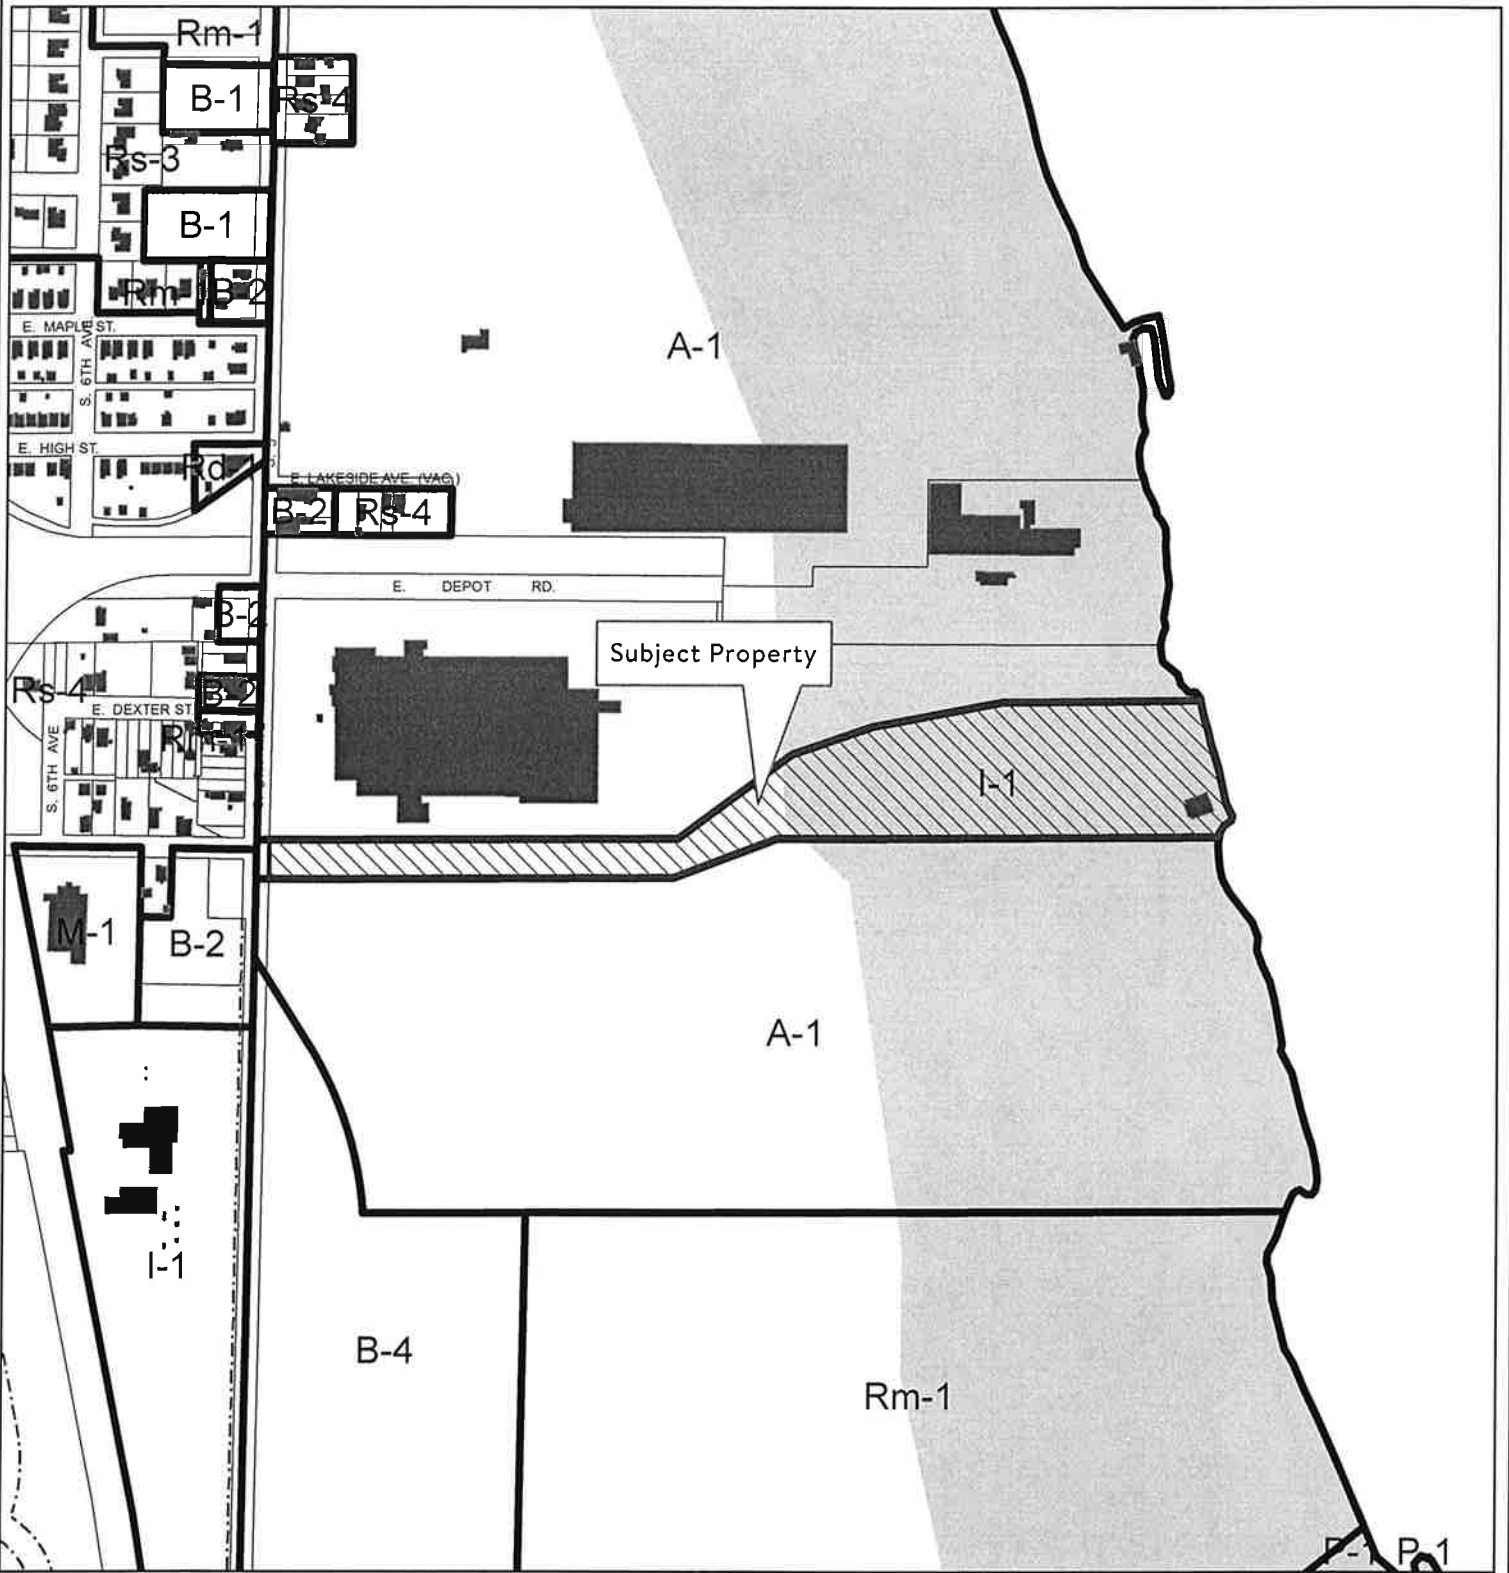 Rm-1
B-1
Rs-4
Rs-3
B-1
Rm-1
B-2
E. MAPLE ST.
S. 6TH AVE
A-1
E. HIGH ST.
Rd-1
E. LAKESIDE AVE. (VAC.)
B-2
Rs-4
E. DEPOT RD.
B-2
Subject Property
Rs-4
B-2
E. DEXTER ST.
S. 6TH AVE
I-1
M-1
B-2
A-1
I-1
B-4
Rm-1
P-1
P-1